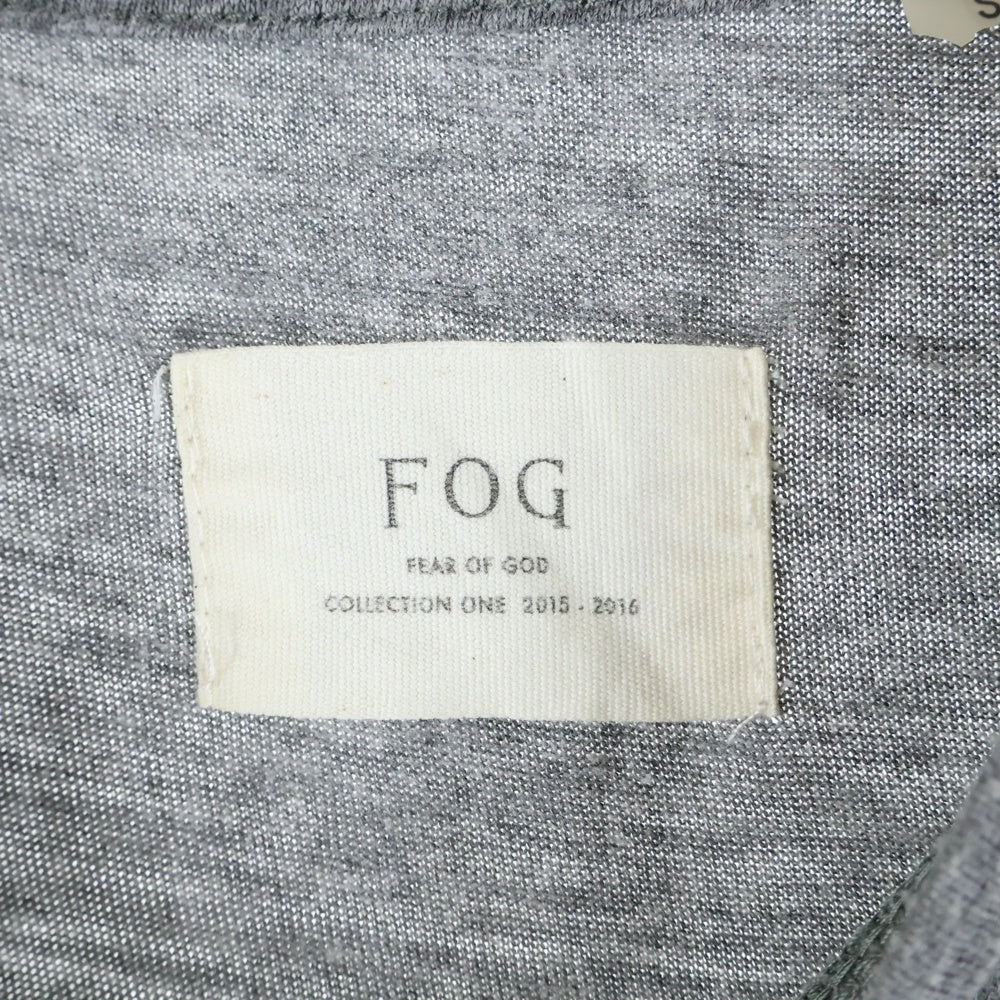 S
FOG
FEAR OF GOD
COLLECTION ONE 2015 - 2016